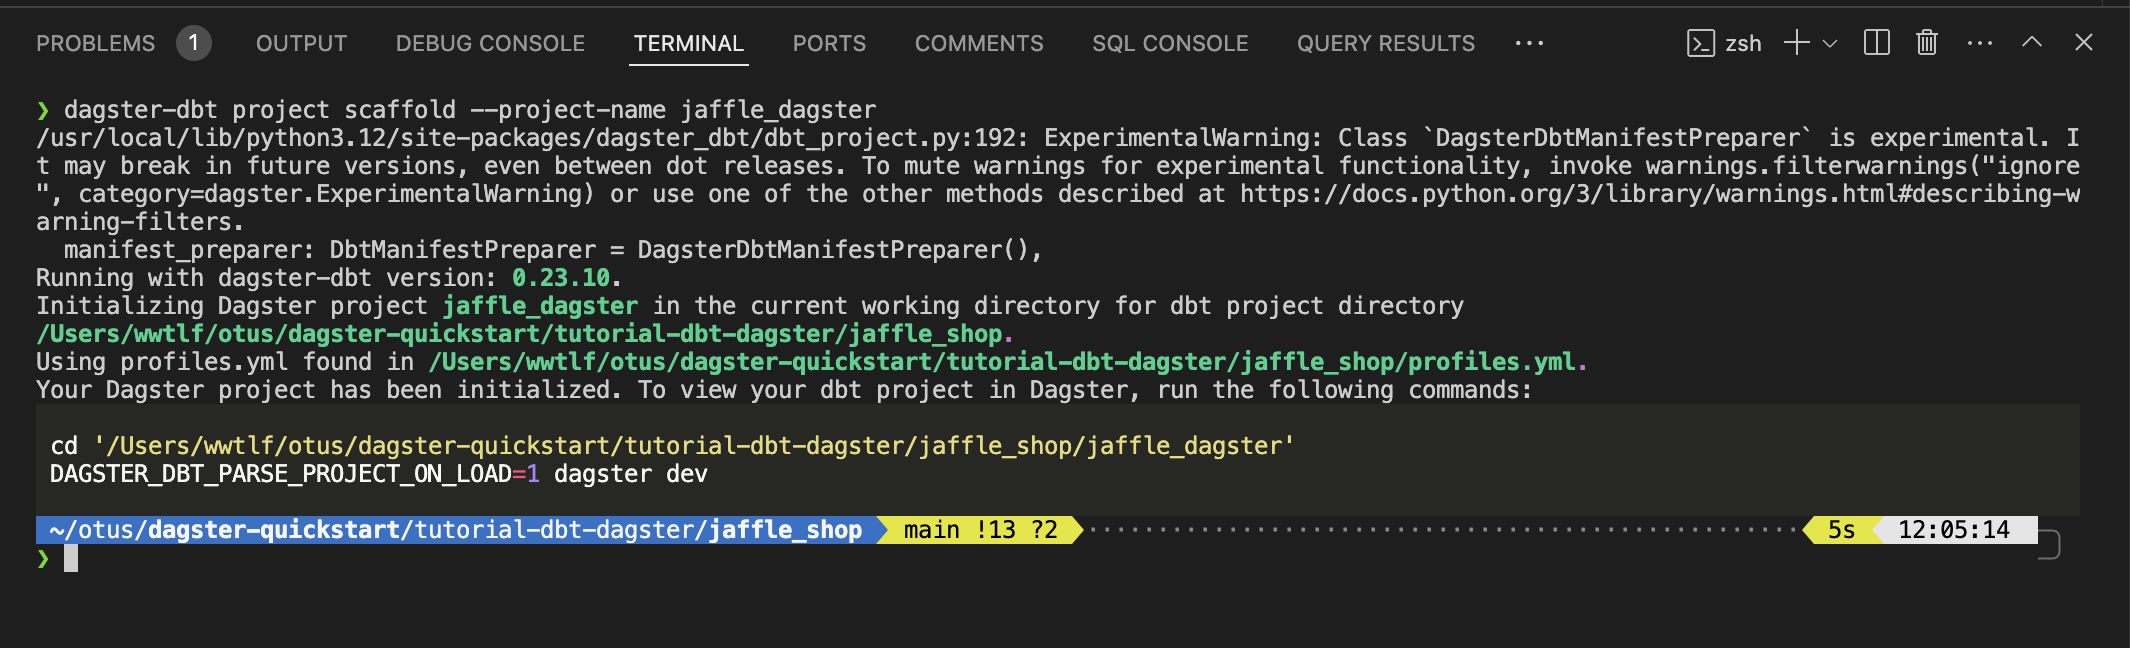 PROBLEMS 1 OUTPUT DEBUG CONSOLE TERMINAL PORTS COMMENTS SQL CONSOLE QUERY RESULTS ··· zsh ···
❯ dagster-dbt project scaffold --project-name jaffle_dagster
/usr/local/lib/python3.12/site-packages/dagster_dbt/dbt_project.py:192: ExperimentalWarning: Class `DagsterDbtManifestPreparer` is experimental. I
t may break in future versions, even between dot releases. To mute warnings for experimental functionality, invoke warnings.filterwarnings("ignore
", category=dagster.ExperimentalWarning) or use one of the other methods described at https://docs.python.org/3/library/warnings.html#describing-w
arning-filters.
  manifest_preparer: DbtManifestPreparer = DagsterDbtManifestPreparer(),
Running with dagster-dbt version: 0.23.10.
Initializing Dagster project jaffle_dagster in the current working directory for dbt project directory
/Users/wwtlf/otus/dagster-quickstart/tutorial-dbt-dagster/jaffle_shop.
Using profiles.yml found in /Users/wwtlf/otus/dagster-quickstart/tutorial-dbt-dagster/jaffle_shop/profiles.yml.
Your Dagster project has been initialized. To view your dbt project in Dagster, run the following commands:
cd '/Users/wwtlf/otus/dagster-quickstart/tutorial-dbt-dagster/jaffle_shop/jaffle_dagster'
DAGSTER_DBT_PARSE_PROJECT_ON_LOAD=1 dagster dev
~/otus/dagster-quickstart/tutorial-dbt-dagster/jaffle_shop main !13 ?2 5s 12:05:14
❯